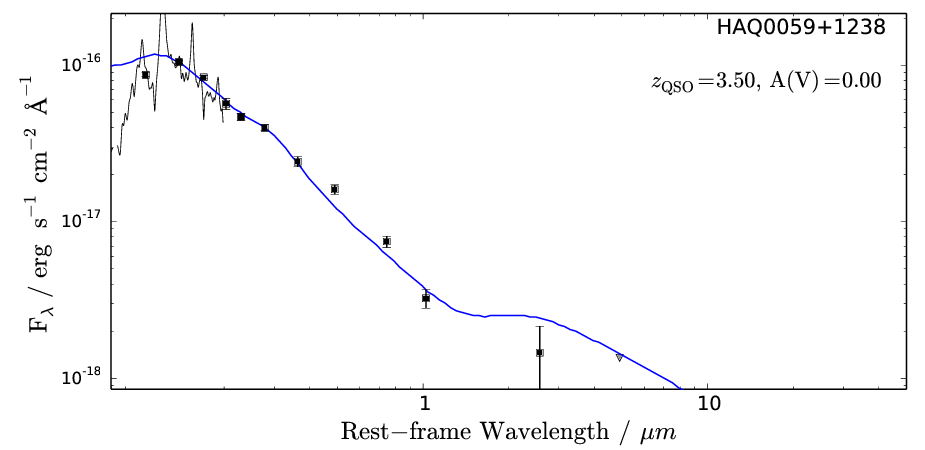 HAQ0059+1238
z_QSO=3.50, A(V)=0.00
10^-16
10^-17
10^-18
F_λ / erg s^−1 cm^−2 Å^−1
1 10
Rest−frame Wavelength / μm